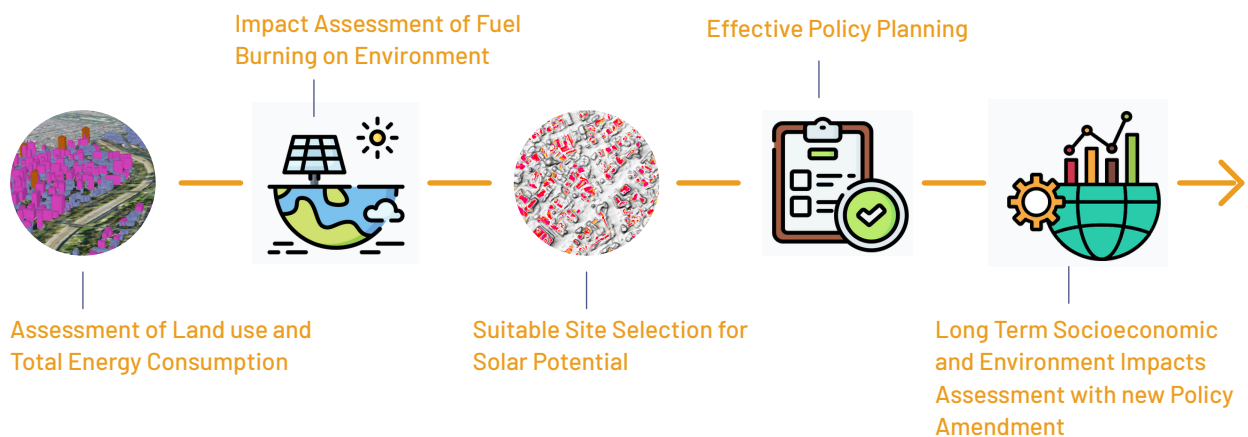 Impact Assessment of Fuel
Burning on Environment
Effective Policy Planning
Assessment of Land use and
Total Energy Consumption
Suitable Site Selection for
Solar Potential
Long Term Socioeconomic
and Environment Impacts
Assessment with new Policy
Amendment